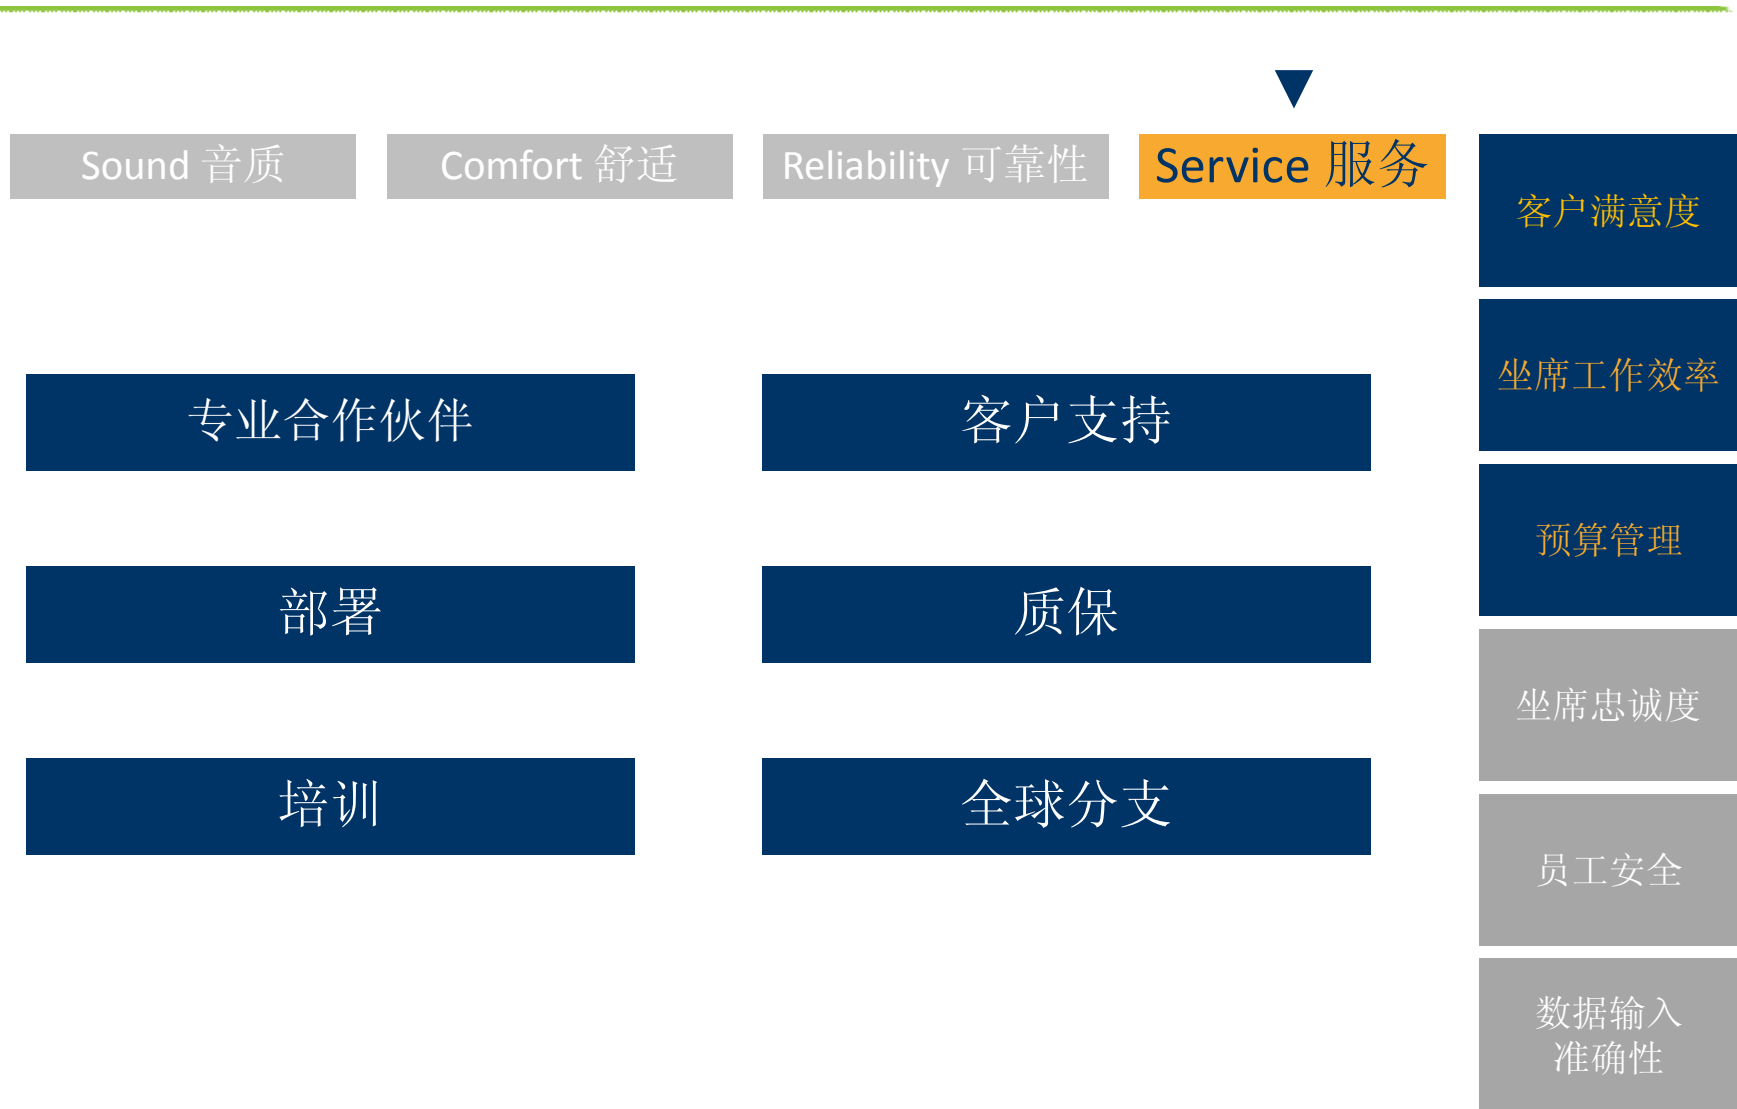 Sound 音质
Comfort 舒适
Reliability 可靠性
Service 服务
专业合作伙伴
客户支持
部署
质保
培训
全球分支
客户满意度
坐席工作效率
预算管理
坐席忠诚度
员工安全
数据输入
准确性